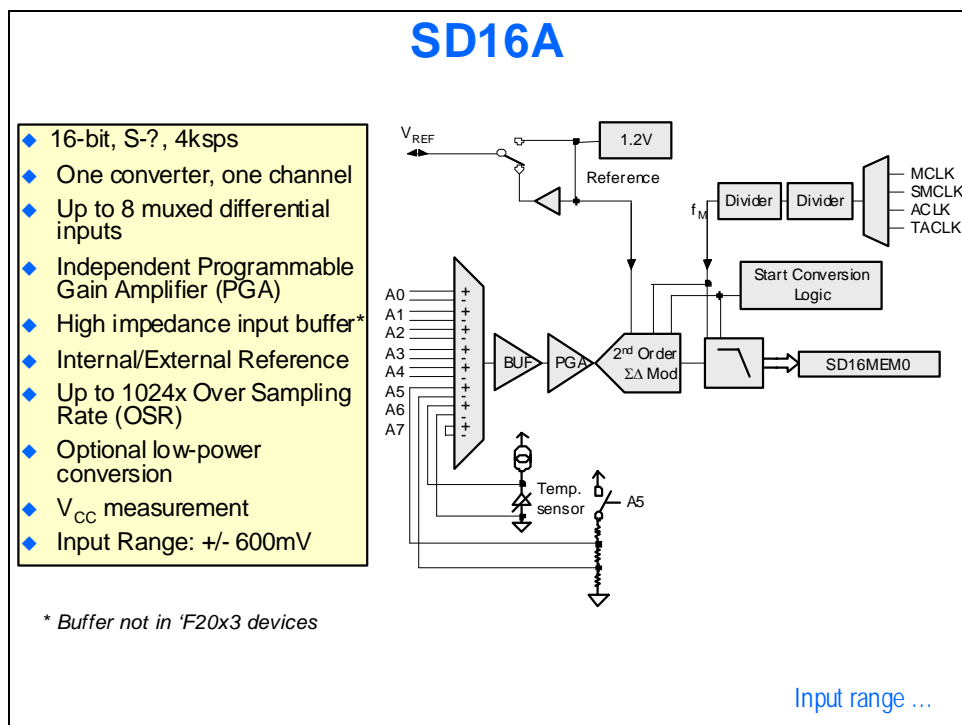 SD16A
◆ 16-bit, S-?, 4ksps
◆ One converter, one channel
◆ Up to 8 muxed differential
inputs
◆ Independent Programmable
Gain Amplifier (PGA)
◆ High impedance input buffer*
◆ Internal/External Reference
◆ Up to 1024x Over Sampling
Rate (OSR)
◆ Optional low-power
conversion
◆ VCC measurement
◆ Input Range: +/- 600mV
* Buffer not in ‘F20x3 devices
VREF
1.2V
Reference
fM
Divider
Divider
MCLK
SMCLK
ACLK
TACLK
Start Conversion
Logic
A0
A1
A2
A3
A4
A5
A6
A7
+
-
+
-
+
-
+
-
+
-
+
-
+
-
+
-
BUF
PGA
2nd Order
ΣΔ Mod
SD16MEM0
Temp.
sensor
A5
Input range …